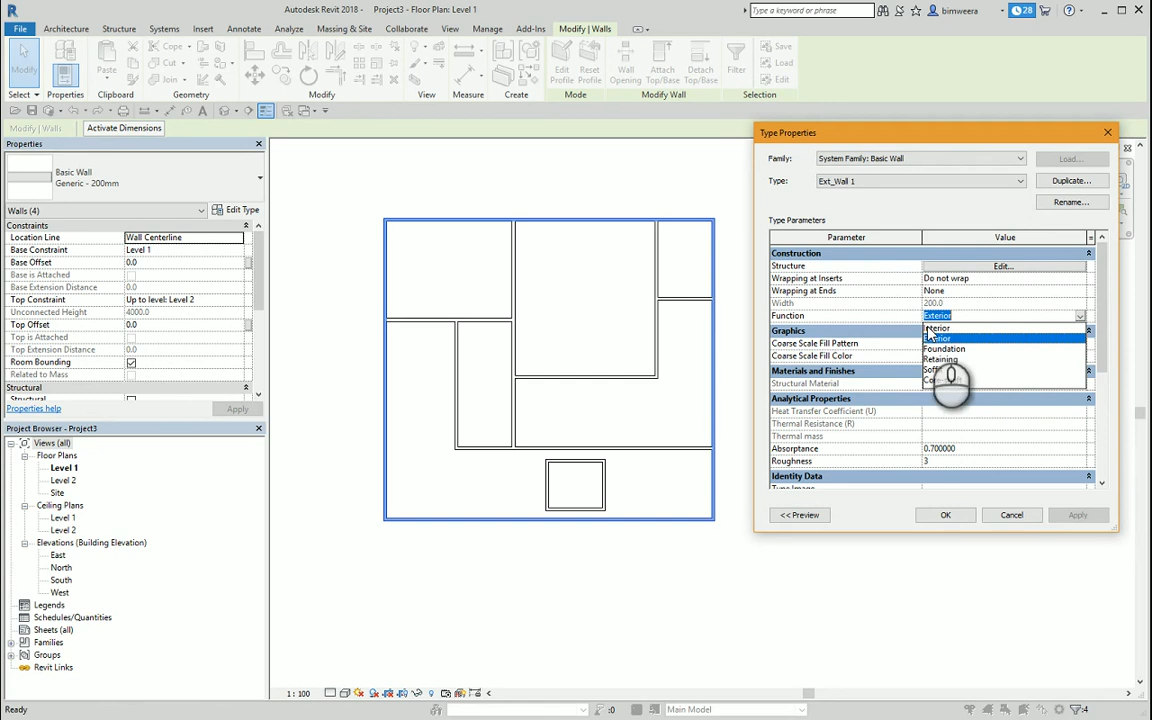 Autodesk Revit 2018 - Project3 - Floor Plan: Level 1
Type a keyword or phrase
bimweera
28
File Architecture Structure Systems Insert Annotate Analyze Massing & Site Collaborate View Manage Add-Ins Modify | Walls
Modify
Paste
Cope
Cut
Join
Edit Profile
Reset Profile
Wall Opening
Attach Top/Base
Detach Top/Base
Filter
Save
Load
Edit
Select Properties Clipboard Geometry Modify View Measure Create Mode Modify Wall Selection
Modify | Walls
Activate Dimensions
Properties
Basic Wall
Generic - 200mm
Walls (4)
Edit Type
Constraints
Location Line Wall Centerline
Base Constraint Level 1
Base Offset 0.0
Base is Attached
Base Extension Distance 0.0
Top Constraint Up to level: Level 2
Unconnected Height 4000.0
Top Offset 0.0
Top is Attached
Top Extension Distance 0.0
Room Bounding
Related to Mass
Structural
Properties help
Apply
Project Browser - Project3
Views (all)
Floor Plans
Level 1
Level 2
Site
Ceiling Plans
Level 1
Level 2
Elevations (Building Elevation)
East
North
South
West
Legends
Schedules/Quantities
Sheets (all)
Families
Groups
Revit Links
Type Properties
Family: System Family: Basic Wall
Load...
Type: Ext_Wall 1
Duplicate...
Rename...
Type Parameters
Parameter Value
=
Construction
Structure Edit...
Wrapping at Inserts Do not wrap
Wrapping at Ends None
Width 200.0
Function Exterior
Foundation
Retaining
Graphics
Coarse Scale Fill Pattern
Coarse Scale Fill Color
Materials and Finishes
Structural Material
Analytical Properties
Heat Transfer Coefficient (U)
Thermal Resistance (R)
Thermal mass
Absorptance 0.700000
Roughness 3
Identity Data
<< Preview
OK
Cancel
Apply
1 : 100
Ready
:0
Main Model
:4